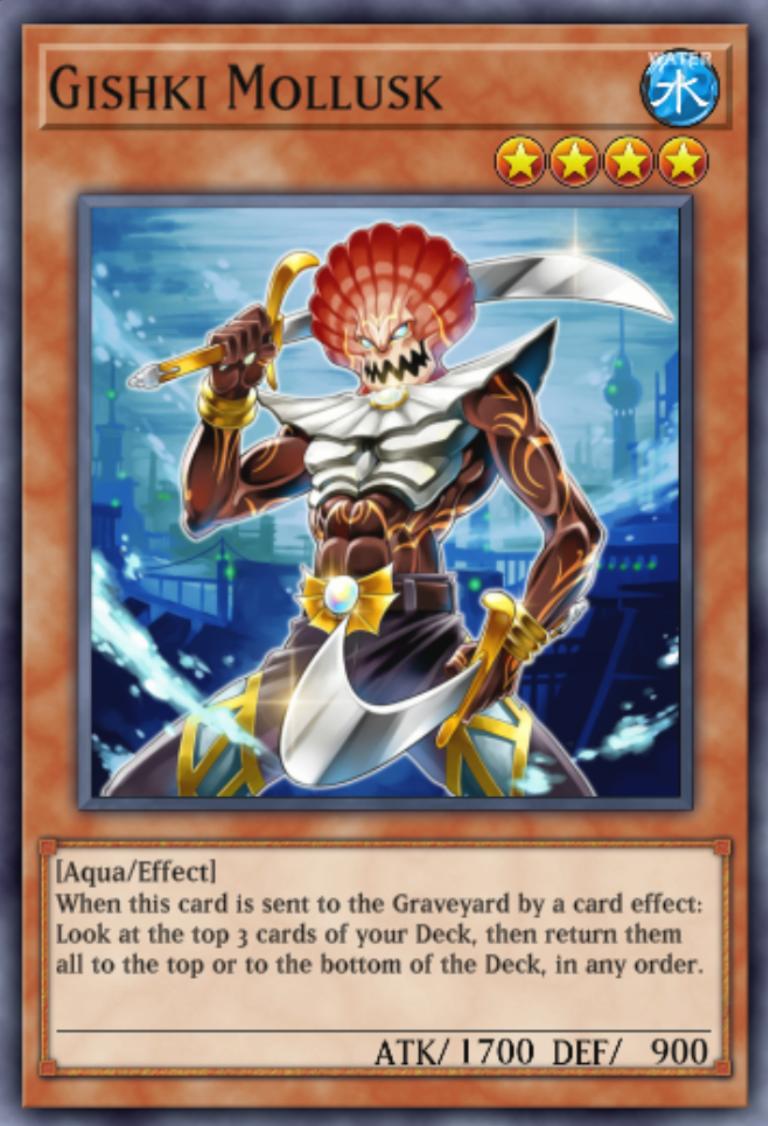 Gishki Mollusk
WATER
水
[Aqua/Effect]
When this card is sent to the Graveyard by a card effect:
Look at the top 3 cards of your Deck, then return them
all to the top or to the bottom of the Deck, in any order.
ATK/ 1700 DEF/ 900